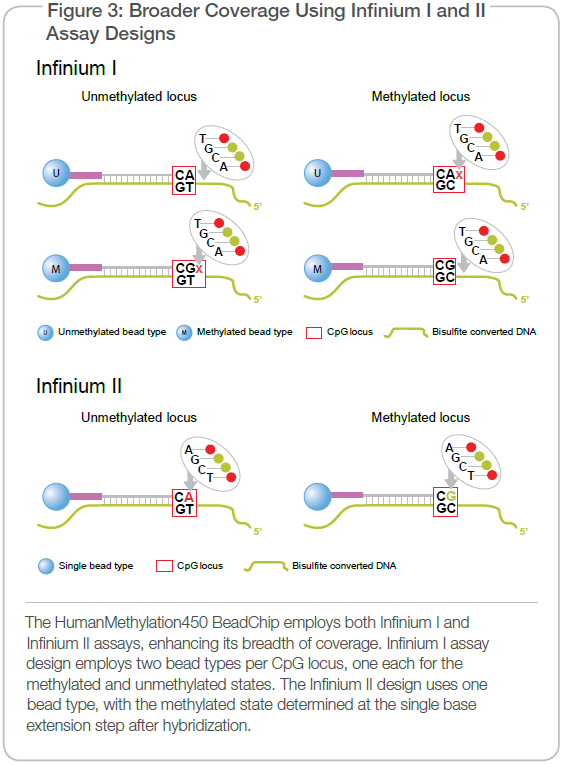 Figure 3: Broader Coverage Using Infinium I and II
Assay Designs
Infinium I
Unmethylated locus
Methylated locus
T
G
C
A
U
CA
GT
5'
T
G
C
A
U
CAx
GC
5'
T
G
C
A
M
CGx
GT
5'
T
G
C
A
M
CG
GC
5'
U Unmethylated bead type M Methylated bead type CpG locus Bisulfite converted DNA
Infinium II
Unmethylated locus
Methylated locus
A
G
C
T
CA
GT
5'
A
G
C
T
CG
GC
5'
Single bead type CpG locus Bisulfite converted DNA
The HumanMethylation450 BeadChip employs both Infinium I and
Infinium II assays, enhancing its breadth of coverage. Infinium I assay
design employs two bead types per CpG locus, one each for the
methylated and unmethylated states. The Infinium II design uses one
bead type, with the methylated state determined at the single base
extension step after hybridization.